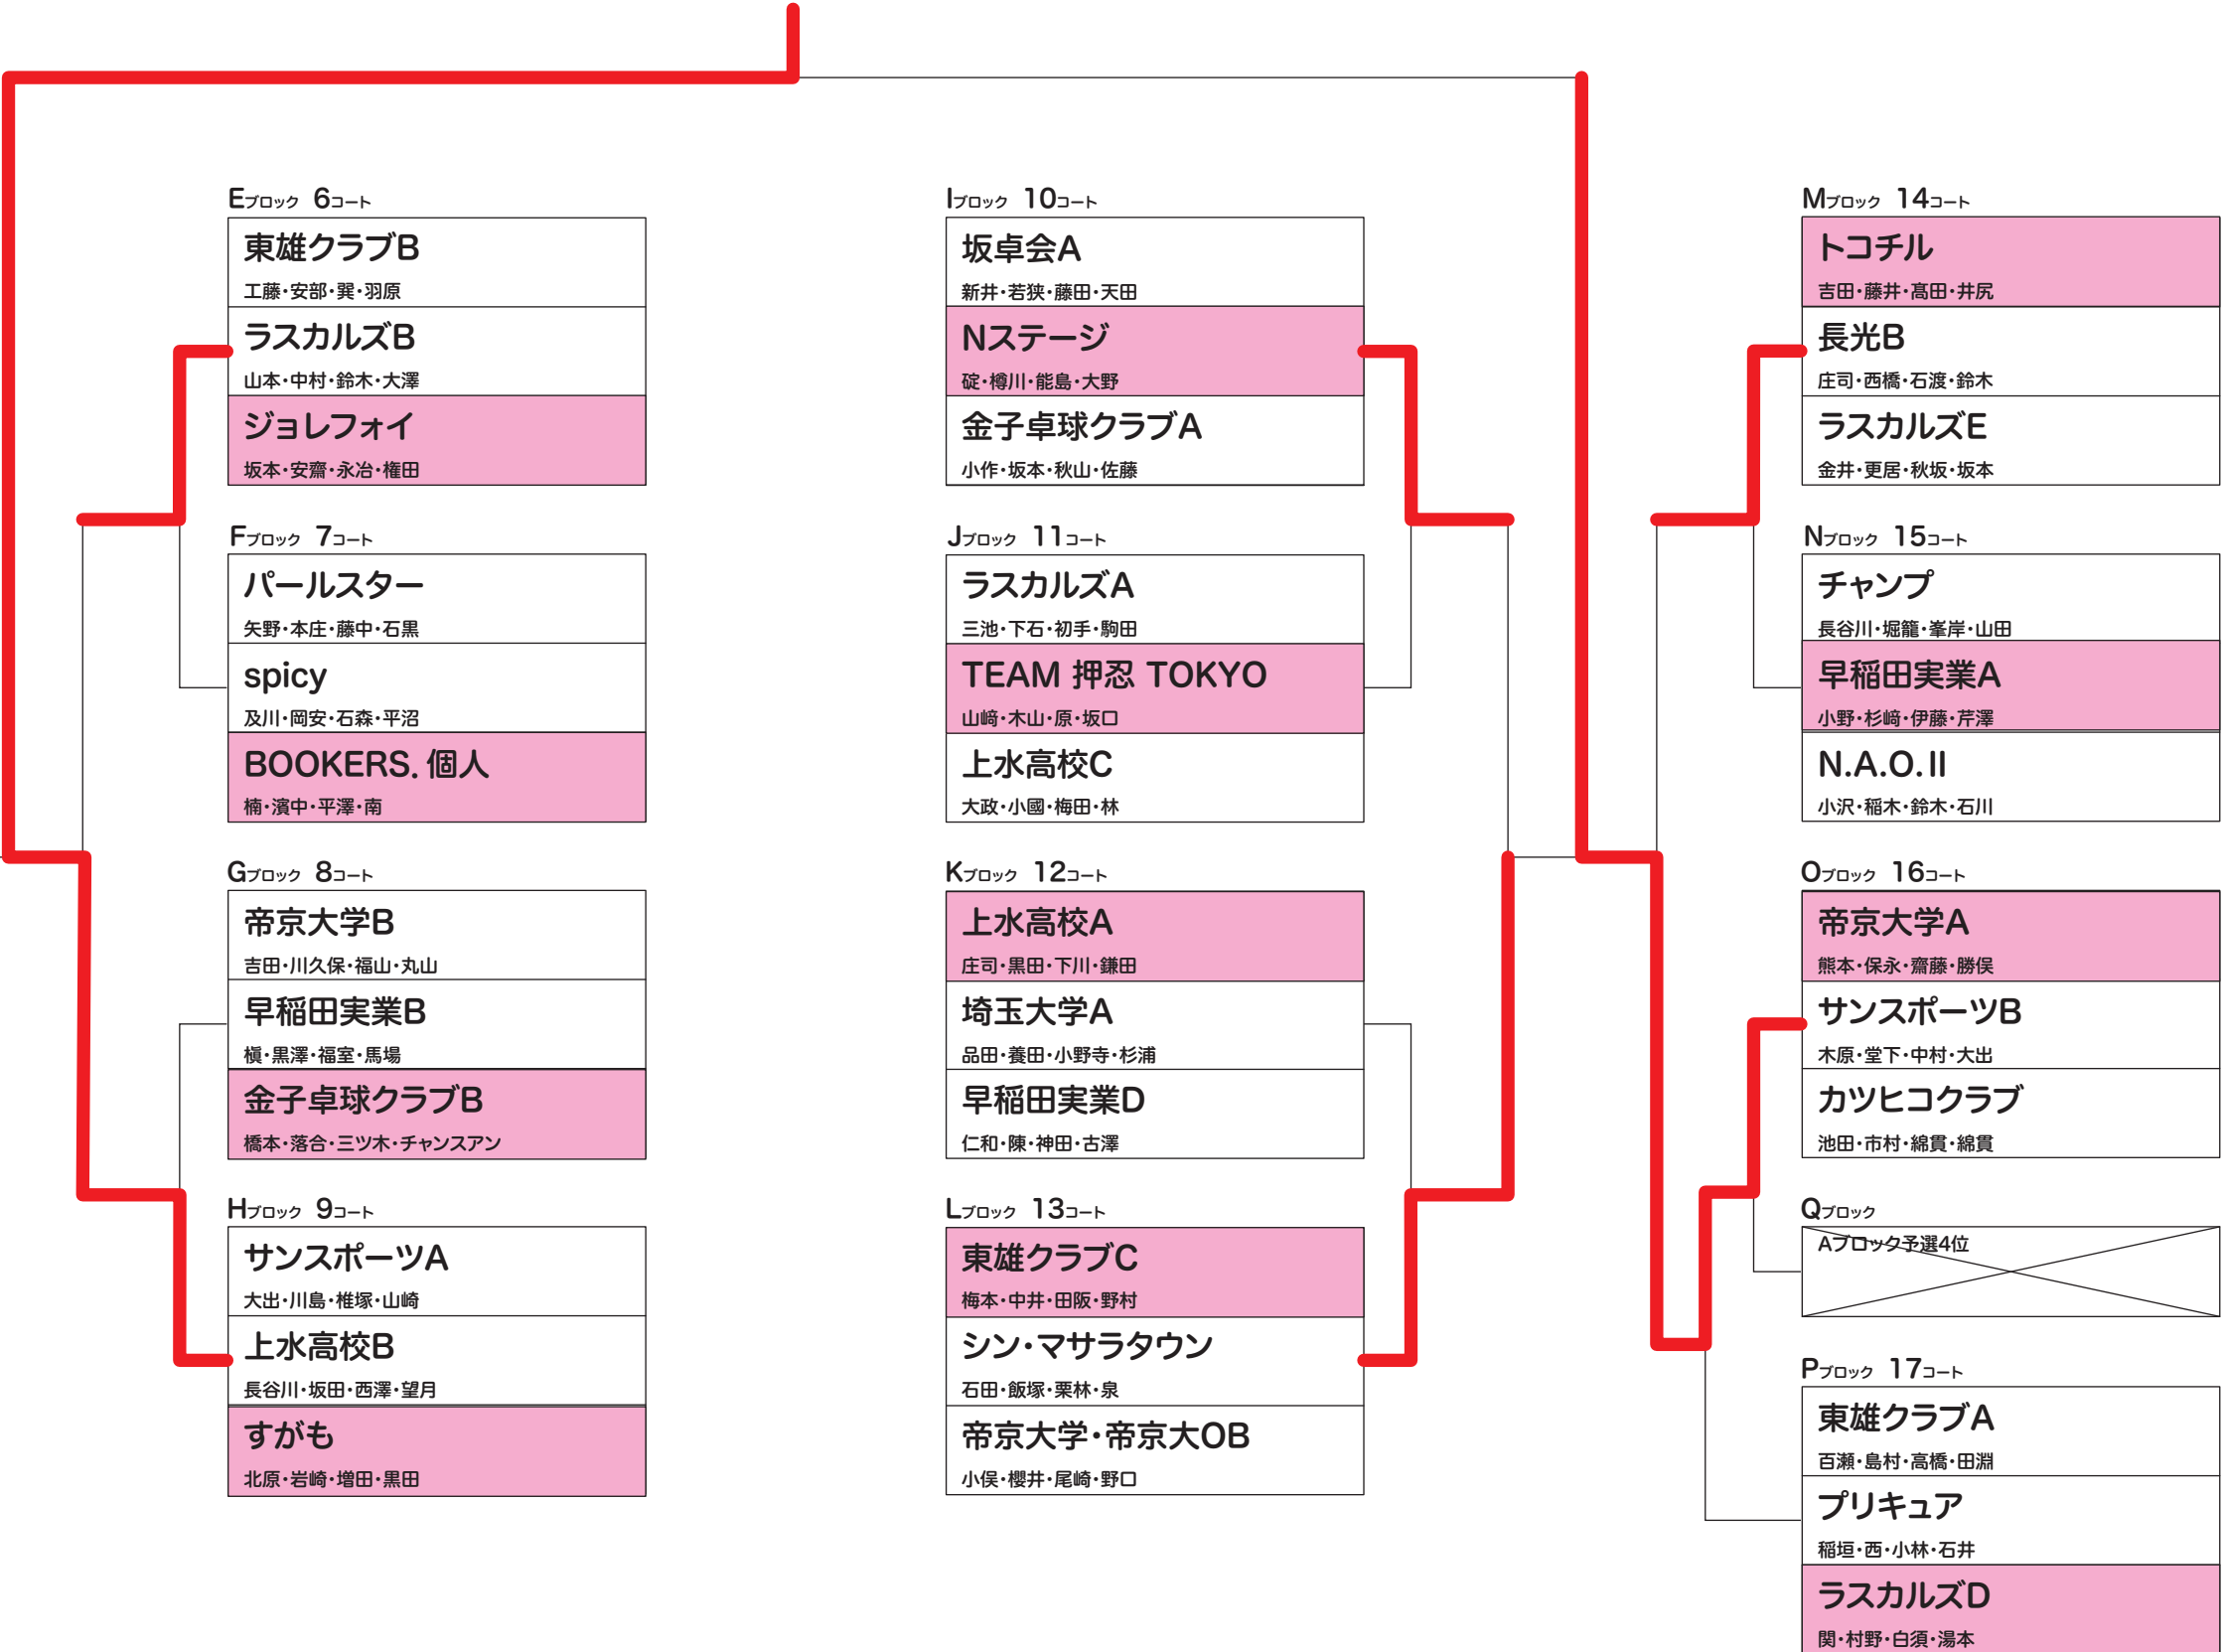 Eブロック 6コート
東雄クラブB
工藤・安部・巽・羽原
ラスカルズB
山本・中村・鈴木・大澤
ジョレフォイ
坂本・安齋・永冶・権田
Fブロック 7コート
パールスター
矢野・本庄・藤中・石黒
spicy
及川・岡安・石森・平沼
BOOKERS. 個人
楠・濱中・平澤・南
Gブロック 8コート
帝京大学B
吉田・川久保・福山・丸山
早稲田実業B
槇・黒澤・福室・馬場
金子卓球クラブB
橋本・落合・三ツ木・チャンスアン
Hブロック 9コート
サンスポーツA
大出・川島・椎塚・山崎
上水高校B
長谷川・坂田・西澤・望月
すがも
北原・岩崎・増田・黒田
Iブロック 10コート
坂卓会A
新井・若狭・藤田・天田
Nステージ
碇・樽川・能島・大野
金子卓球クラブA
小作・坂本・秋山・佐藤
Jブロック 11コート
ラスカルズA
三池・下石・初手・駒田
TEAM 押忍 TOKYO
山﨑・木山・原・坂口
上水高校C
大政・小國・梅田・林
Kブロック 12コート
上水高校A
庄司・黒田・下川・鎌田
埼玉大学A
品田・養田・小野寺・杉浦
早稲田実業D
仁和・陳・神田・古澤
Lブロック 13コート
東雄クラブC
梅本・中井・田阪・野村
シン・マサラタウン
石田・飯塚・栗林・泉
帝京大学・帝京大OB
小俣・櫻井・尾崎・野口
Mブロック 14コート
トコチル
吉田・藤井・髙田・井尻
長光B
庄司・西橋・石渡・鈴木
ラスカルズE
金井・更居・秋坂・坂本
Nブロック 15コート
チャンプ
長谷川・堀籠・峯岸・山田
早稲田実業A
小野・杉﨑・伊藤・芹澤
N.A.O.II
小沢・稲木・鈴木・石川
Oブロック 16コート
帝京大学A
熊本・保永・齋藤・勝俣
サンスポーツB
木原・堂下・中村・大出
カツヒコクラブ
池田・市村・綿貫・綿貫
Qブロック
Aブロック予選4位
Pブロック 17コート
東雄クラブA
百瀬・島村・高橋・田淵
プリキュア
稲垣・西・小林・石井
ラスカルズD
関・村野・白須・湯本